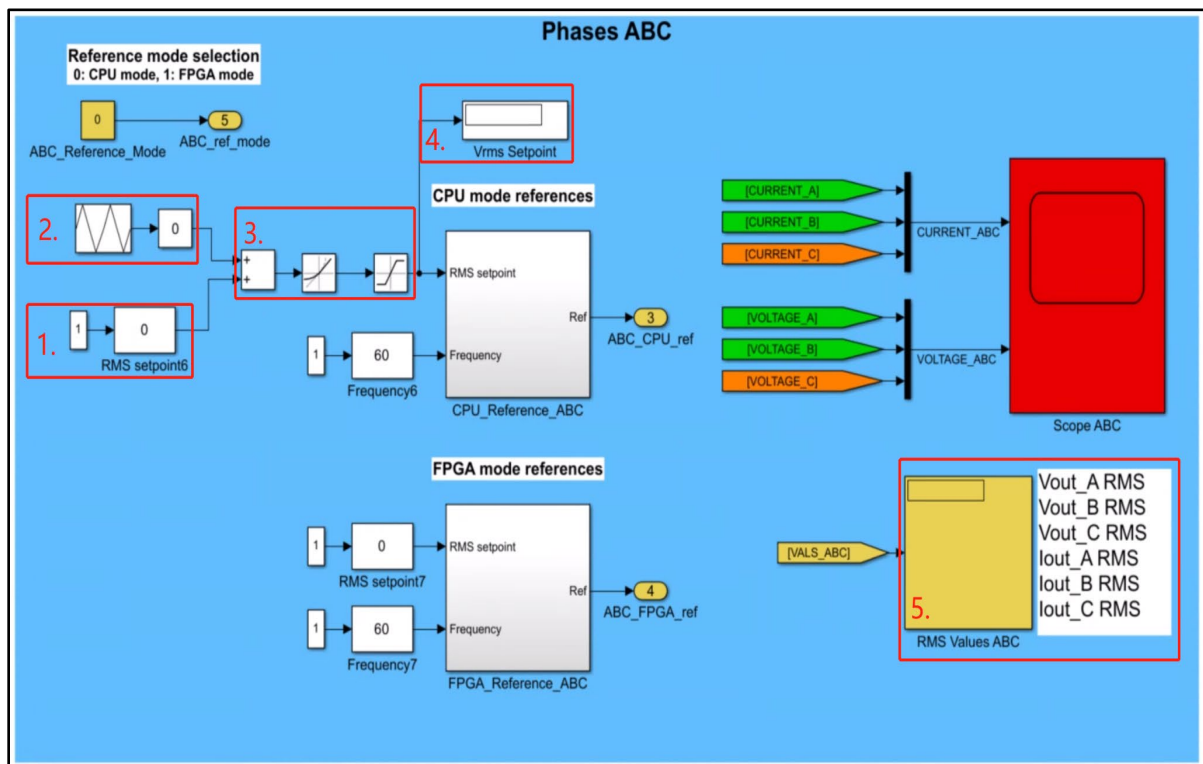 Phases ABC
Reference mode selection
0: CPU mode, 1: FPGA mode
0
ABC_Reference_Mode
5
ABC_ref_mode
4.
Vrms Setpoint
2.
0
3.
+
+
1.
1
0
RMS setpoint6
CPU mode references
RMS setpoint
Frequency
Ref
CPU_Reference_ABC
1
60
Frequency6
3
ABC_CPU_ref
[CURRENT_A]
[CURRENT_B]
[CURRENT_C]
CURRENT_ABC
[VOLTAGE_A]
[VOLTAGE_B]
[VOLTAGE_C]
VOLTAGE_ABC
Scope ABC
FPGA mode references
1
0
RMS setpoint7
1
60
Frequency7
RMS setpoint
Frequency
Ref
FPGA_Reference_ABC
4
ABC_FPGA_ref
[VALS_ABC]
5.
RMS Values ABC
Vout_A RMS
Vout_B RMS
Vout_C RMS
Iout_A RMS
Iout_B RMS
Iout_C RMS